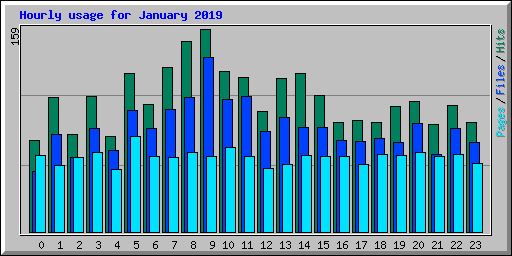 Hourly usage for January 2019
159
Pages/Files/Hits
0 1 2 3 4 5 6 7 8 9 10 11 12 13 14 15 16 17 18 19 20 21 22 23